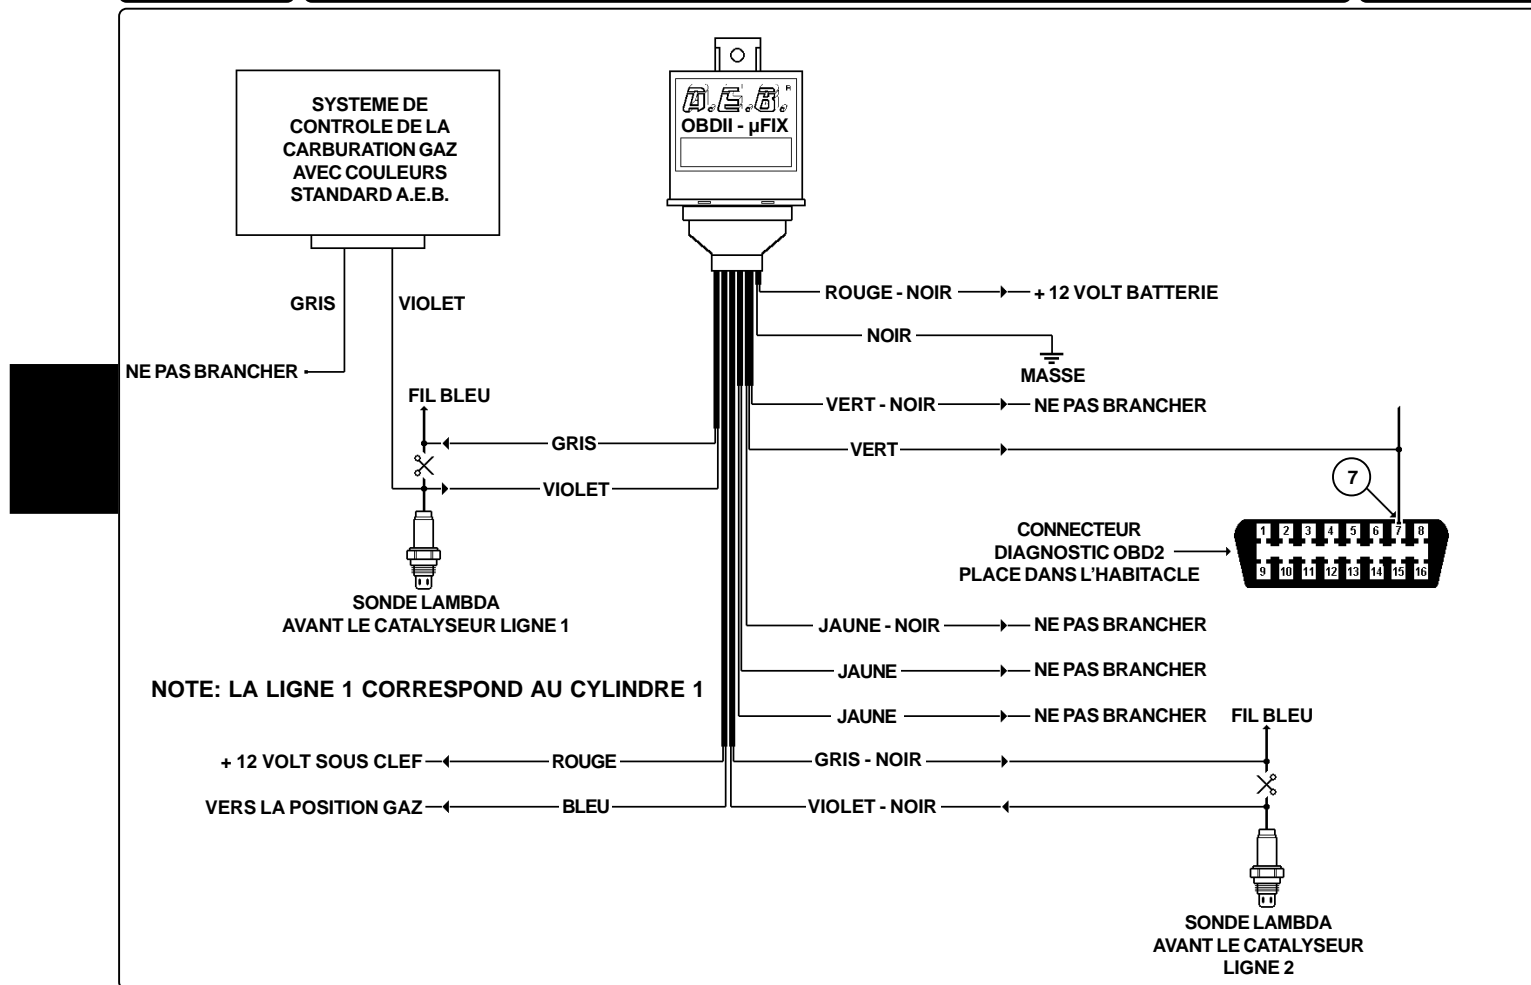 SYSTEME DE
CONTROLE DE LA
CARBURATION GAZ
AVEC COULEURS
STANDARD A.E.B.
A.E.B. R
OBDII - µFIX
GRIS
VIOLET
NE PAS BRANCHER
FIL BLEU
GRIS
VIOLET
SONDE LAMBDA
AVANT LE CATALYSEUR LIGNE 1
NOTE: LA LIGNE 1 CORRESPOND AU CYLINDRE 1
ROUGE - NOIR
+ 12 VOLT BATTERIE
NOIR
MASSE
VERT - NOIR
NE PAS BRANCHER
VERT
7
CONNECTEUR
DIAGNOSTIC OBD2
PLACE DANS L'HABITACLE
1 2 3 4 5 6 7 8
9 10 11 12 13 14 15 16
JAUNE - NOIR
NE PAS BRANCHER
JAUNE
NE PAS BRANCHER
JAUNE
NE PAS BRANCHER
FIL BLEU
+ 12 VOLT SOUS CLEF
ROUGE
GRIS - NOIR
VERS LA POSITION GAZ
BLEU
VIOLET - NOIR
SONDE LAMBDA
AVANT LE CATALYSEUR
LIGNE 2